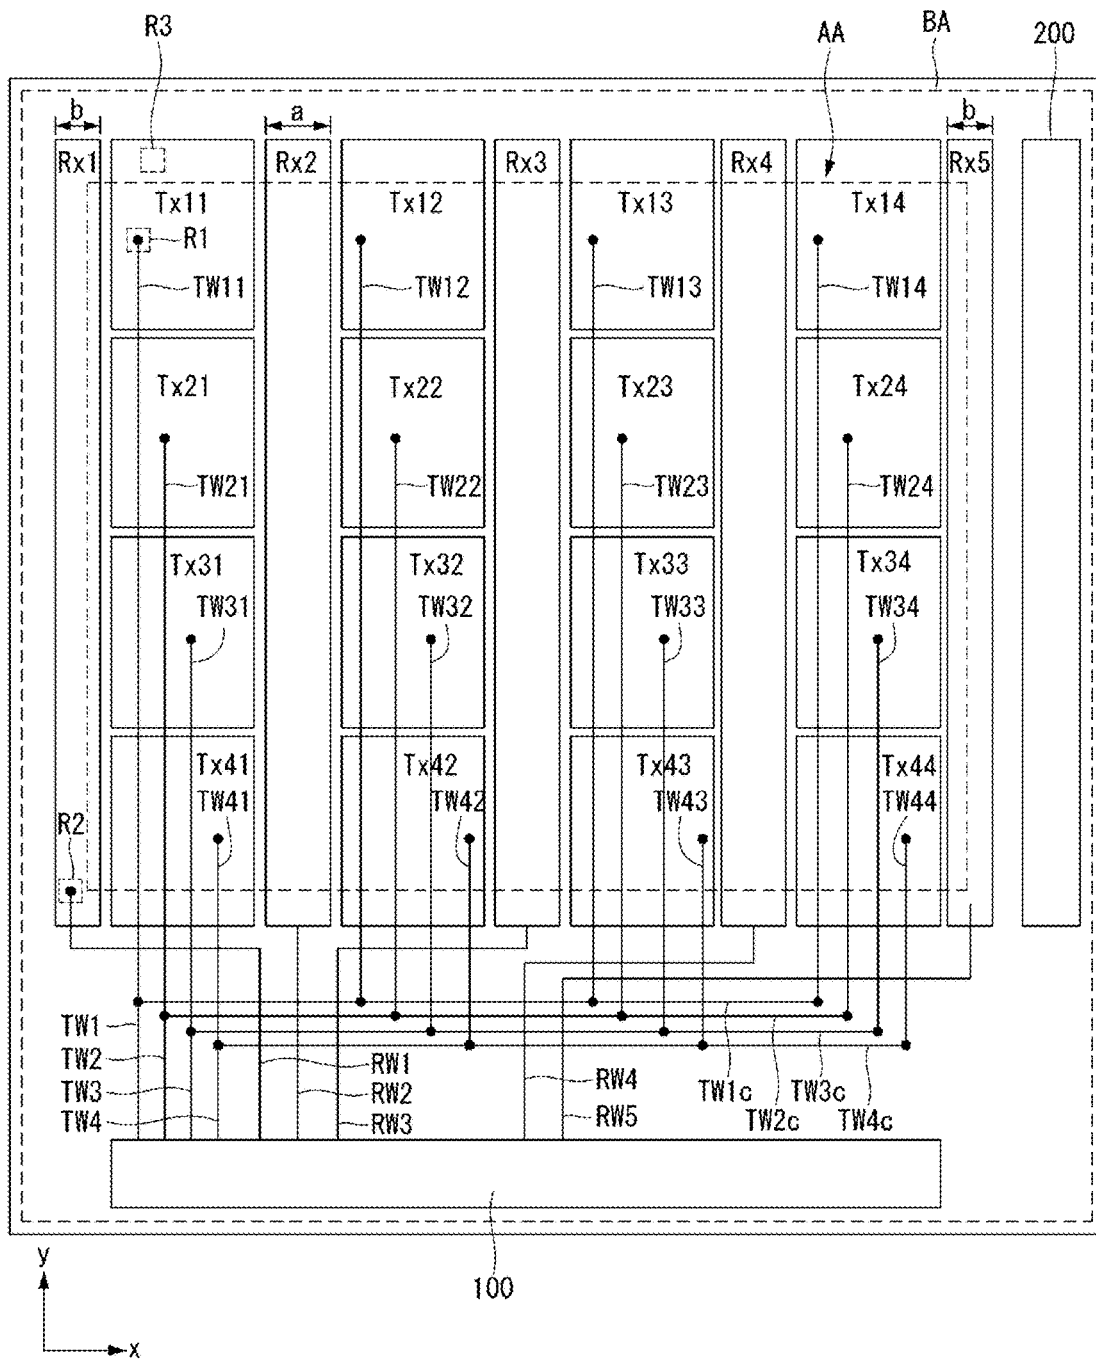 R3 AA BA 200
b a b
Rx1 Rx2 Rx3 Rx4 Rx5
Tx11 Tx12 Tx13 Tx14
R1
TW11 TW12 TW13 TW14
Tx21 Tx22 Tx23 Tx24
TW21 TW22 TW23 TW24
Tx31 Tx32 Tx33 Tx34
TW31 TW32 TW33 TW34
Tx41 Tx42 Tx43 Tx44
TW41 TW42 TW43 TW44
R2
TW1 RW1 RW4 TW1c TW3c
TW2 RW2 RW5 TW2c TW4c
TW3 RW3
TW4
100
y
x